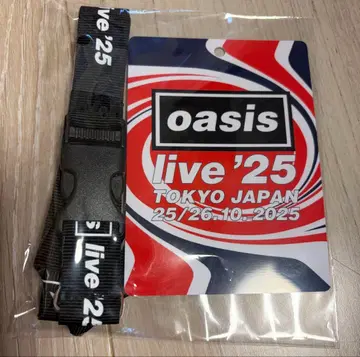 live '25
oasis
live '25
TOKYO JAPAN
25/26.10.2025
s live '25